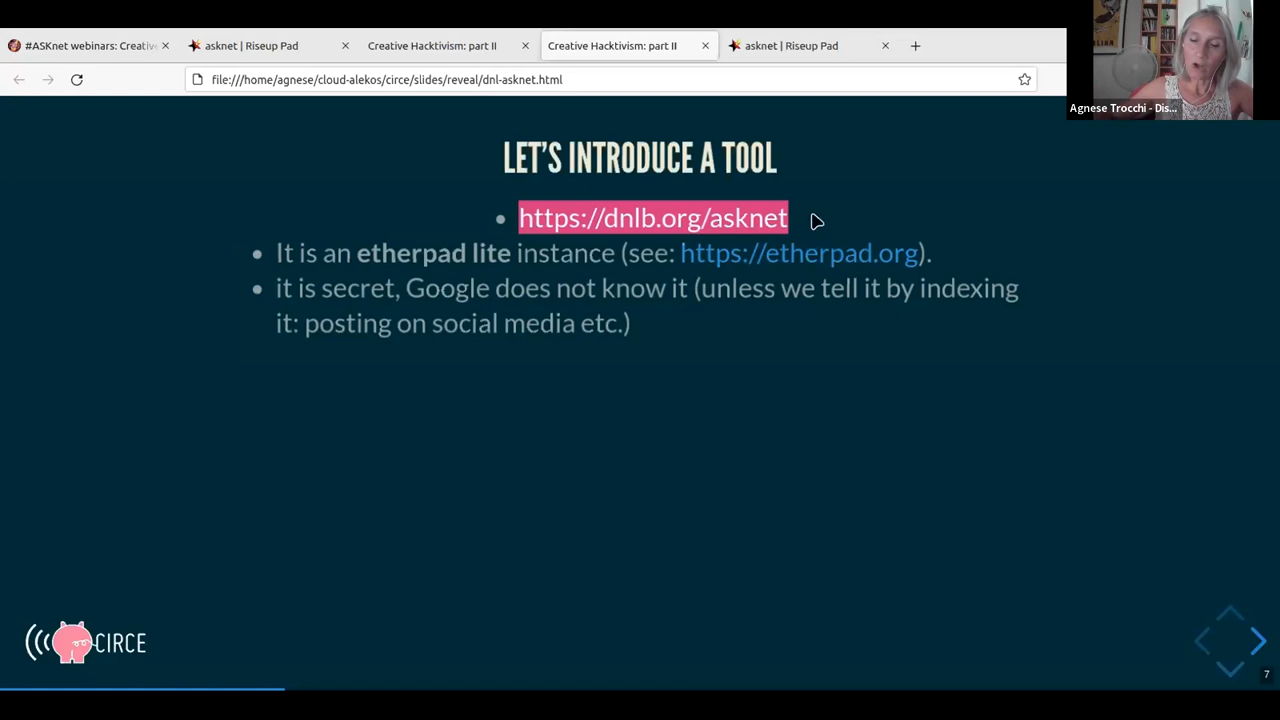 #ASKnet webinars: Creativ
asknet | Riseup Pad
Creative Hacktivism: part II
Creative Hacktivism: part II
asknet | Riseup Pad
file:///home/agnese/cloud-alekos/circe/slides/reveal/dnl-asknet.html
Agnese Trocchi - Dis...
LET'S INTRODUCE A TOOL
• https://dnlb.org/asknet
• It is an etherpad lite instance (see: https://etherpad.org).
• it is secret, Google does not know it (unless we tell it by indexing
it: posting on social media etc.)
CIRCE
7